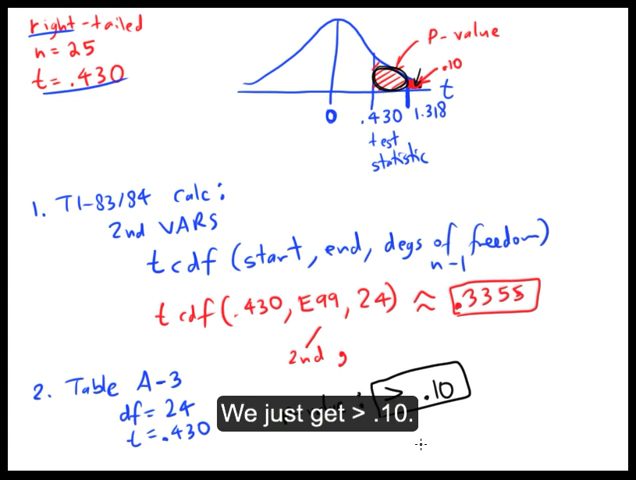 right-tailed
n = 25
t = .430
P-value
.10
t
0
.430
1.318
test
statistic
1. TI-83/84 Calc:
2nd VARS
tcdf (start, end, degs of freedom)
n-1
tcdf(.430, E99, 24) ≈ .3355
2nd ,
2. Table A-3
df = 24
t = .430
: > .10
We just get > .10.